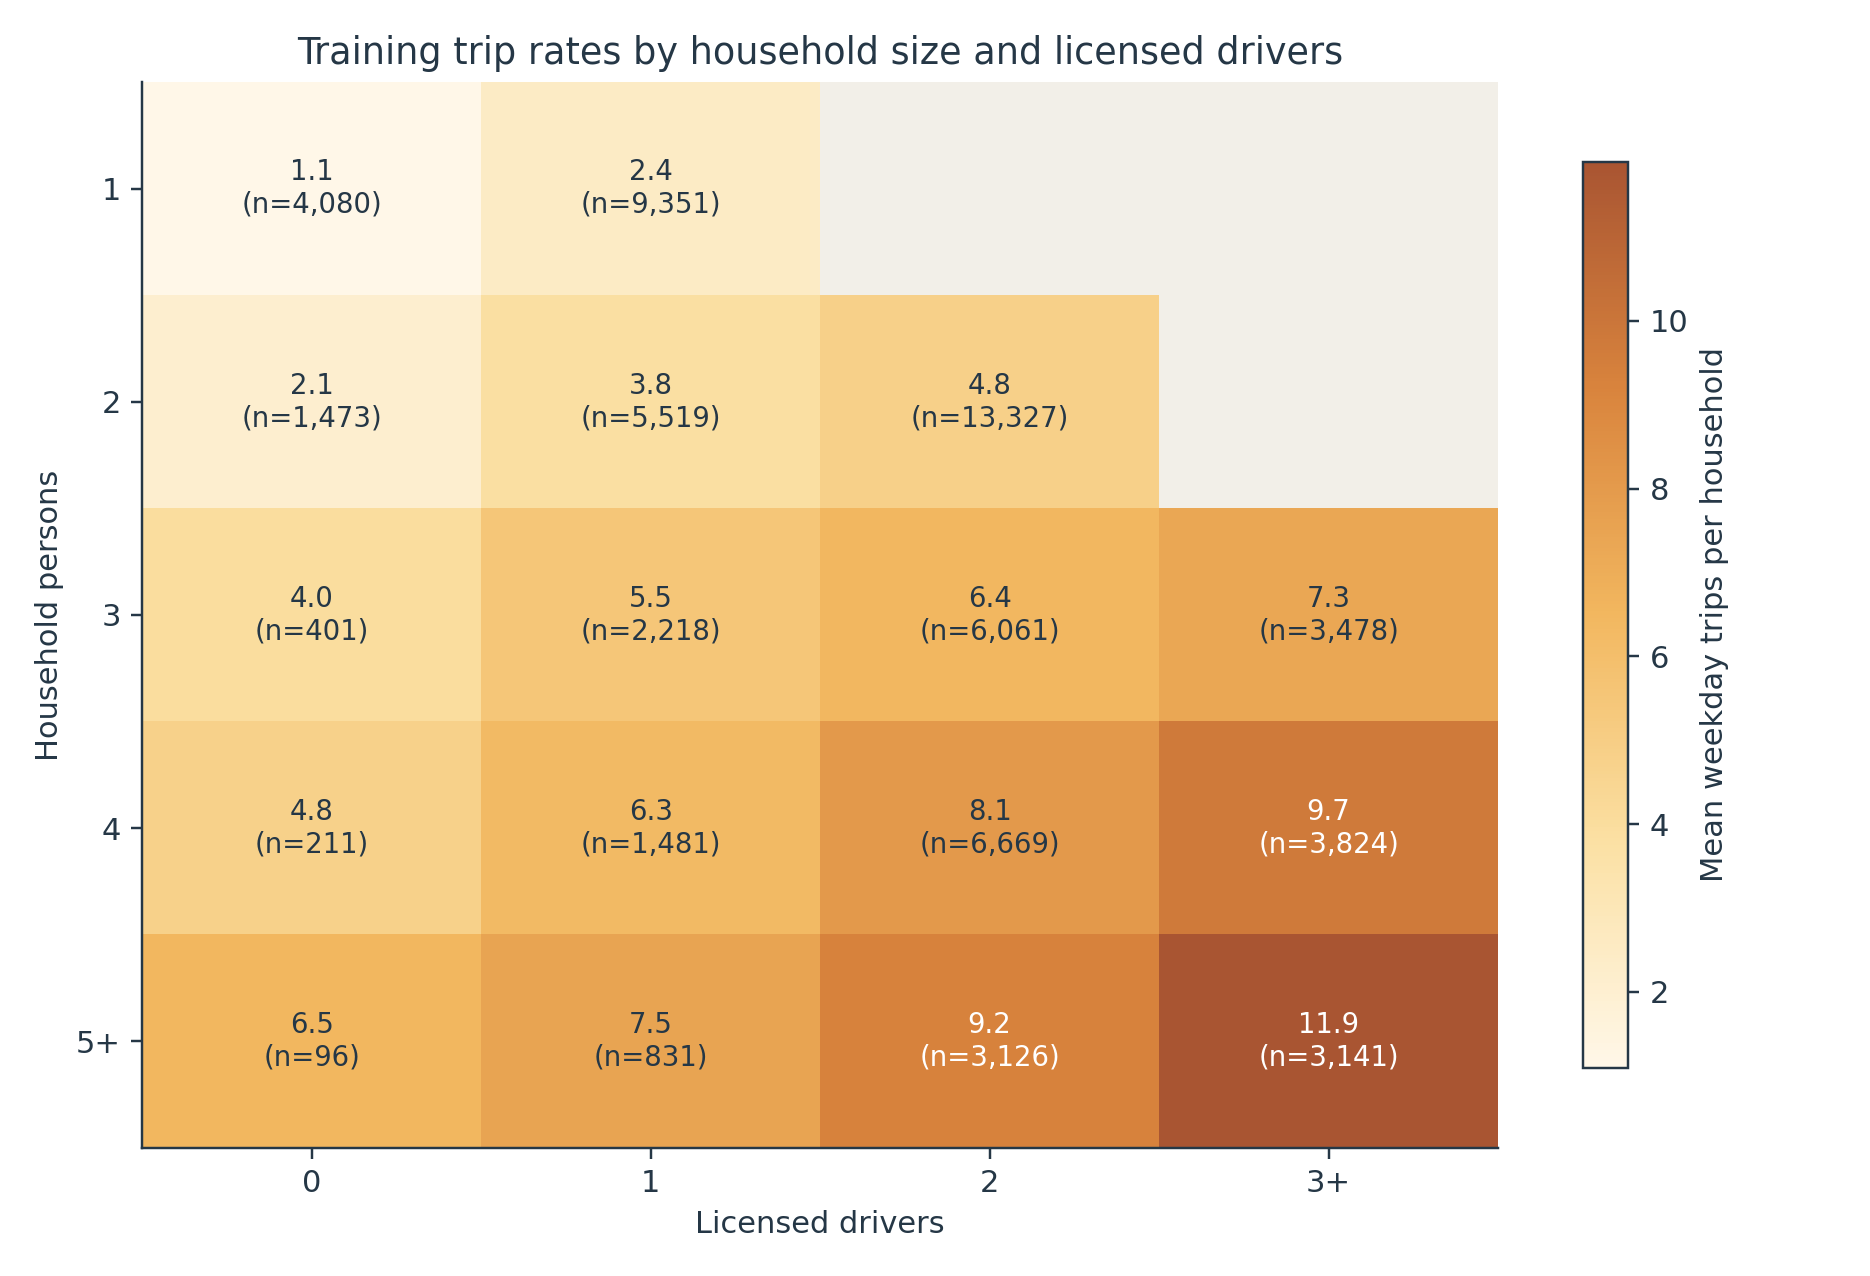 Training trip rates by household size and licensed drivers
1
1.1
(n=4,080)
2.4
(n=9,351)
2
2.1
(n=1,473)
3.8
(n=5,519)
4.8
(n=13,327)
3
4.0
(n=401)
5.5
(n=2,218)
6.4
(n=6,061)
7.3
(n=3,478)
4
4.8
(n=211)
6.3
(n=1,481)
8.1
(n=6,669)
9.7
(n=3,824)
5+
6.5
(n=96)
7.5
(n=831)
9.2
(n=3,126)
11.9
(n=3,141)
0
1
2
3+
Licensed drivers
Household persons
10
8
6
4
2
Mean weekday trips per household